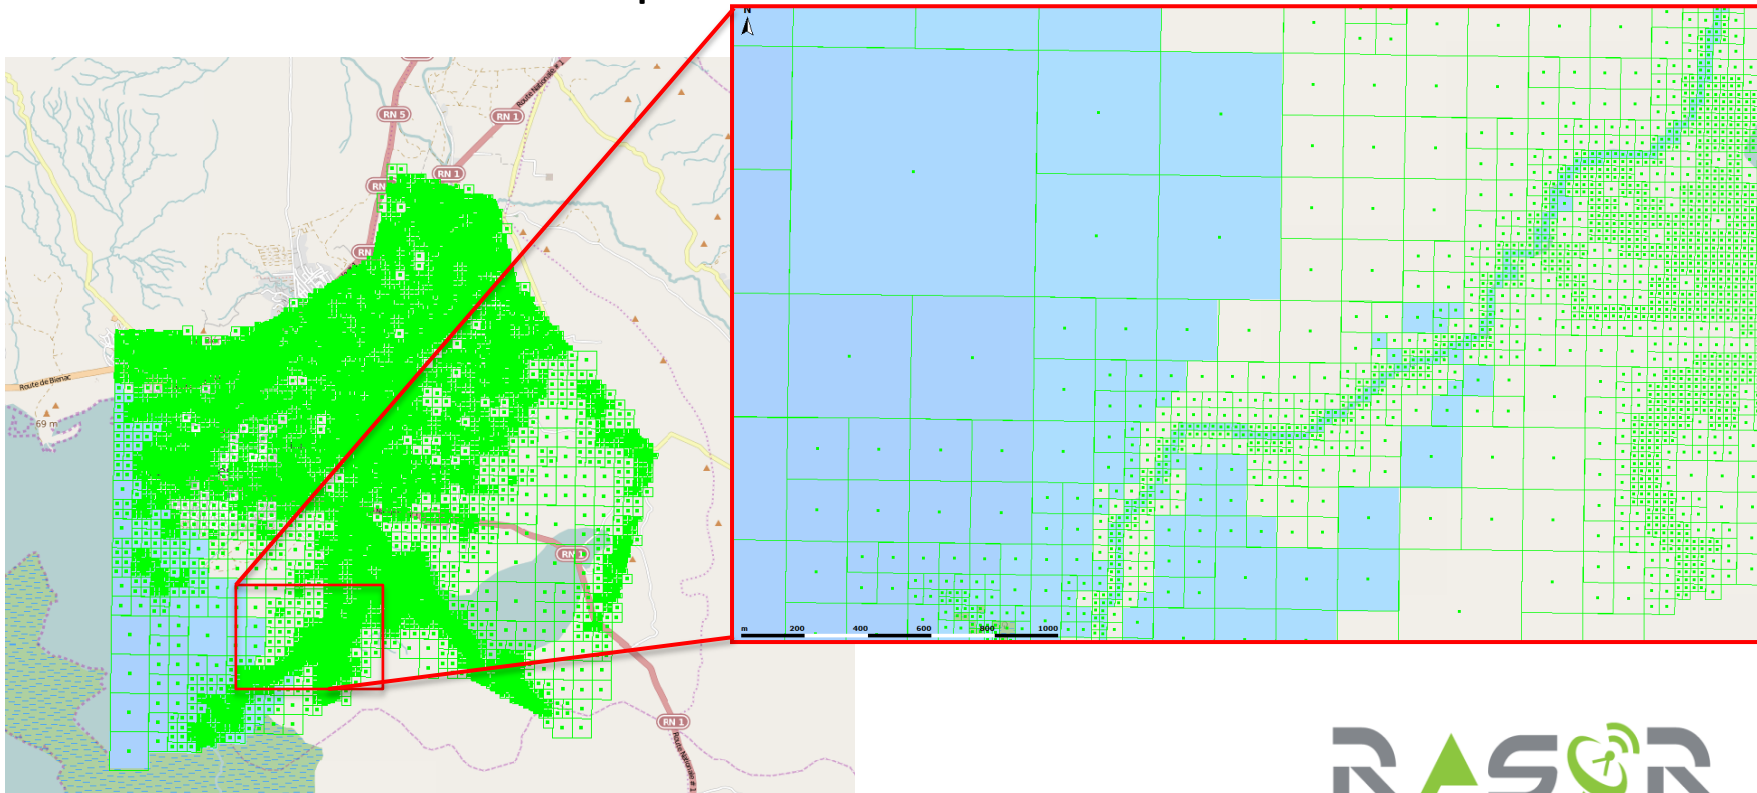 N
RN 5
RN 1
Route Nationale # 1
RN 1
RN
RN
Route de Bienac
69 m
RN 1
RN 1
Route Nationale # 1
m 200 400 600 800 1000
RASOR